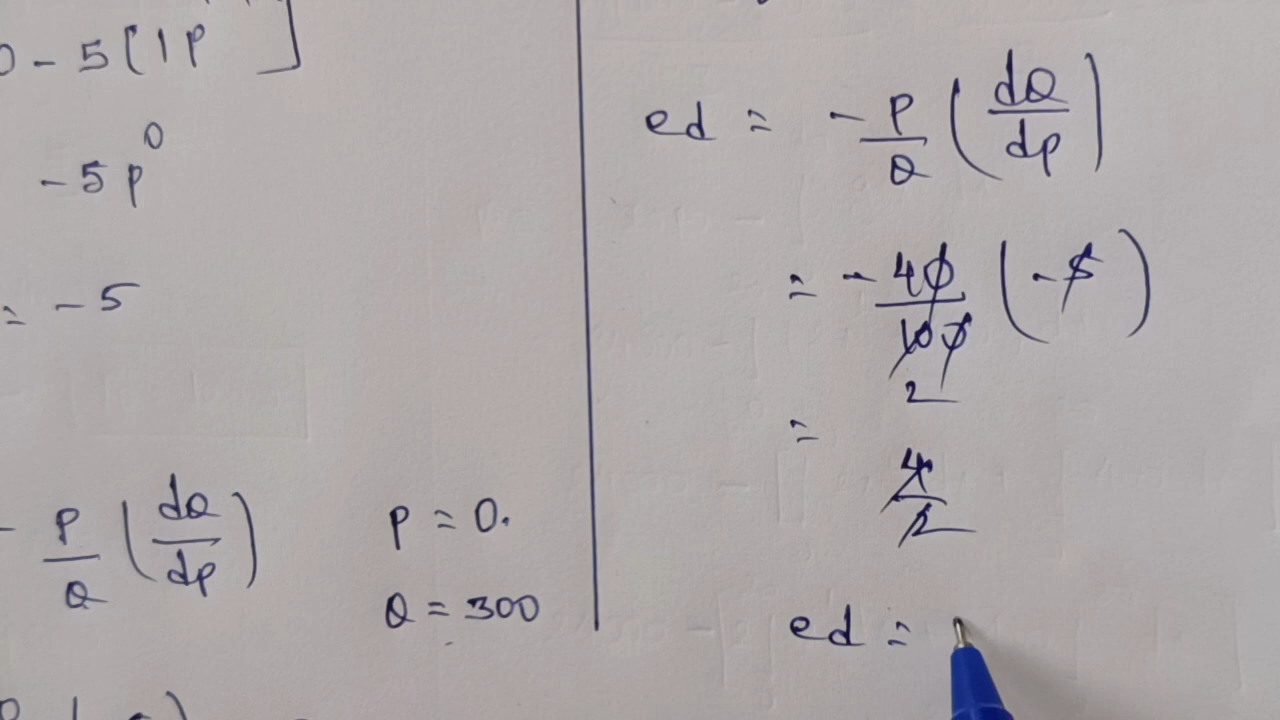 0 - 5 [ 1 P ]
- 5 P^0
= - 5
- P/Q (dQ/dP)
P = 0.
Q = 300
ed = - P/Q (dQ/dP)
= - 40/100 (-5)
2
= 4/2
ed =